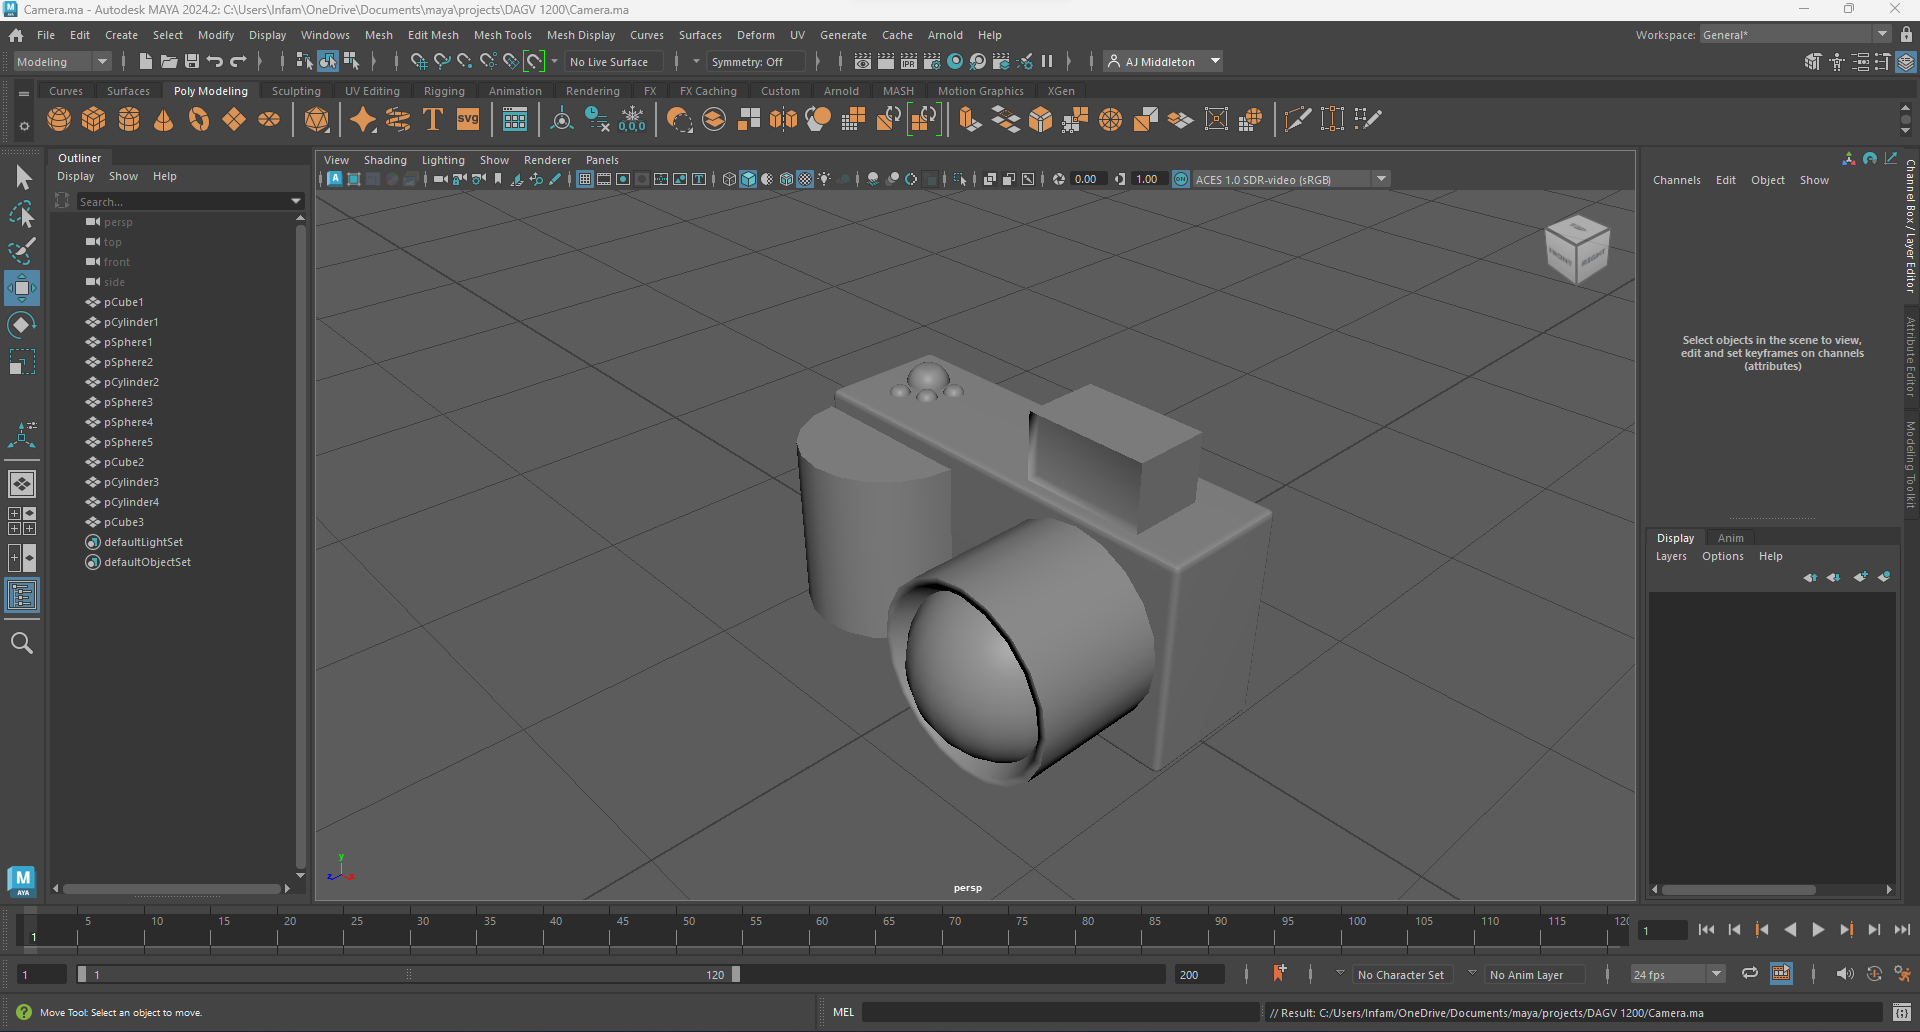 Camera.ma - Autodesk MAYA 2024.2: C:\Users\Infam\OneDrive\Documents\maya\projects\DAGV 1200\Camera.ma
File Edit Create Select Modify Display Windows Mesh Edit Mesh Mesh Tools Mesh Display Curves Surfaces Deform UV Generate Cache Arnold Help
Workspace: General*
Modeling
No Live Surface
Symmetry: Off
IPR
AJ Middleton
Curves Surfaces Poly Modeling Sculpting UV Editing Rigging Animation Rendering FX FX Caching Custom Arnold MASH Motion Graphics XGen
T
SVG
0,0,0
Outliner
Display Show Help
Search...
persp
top
front
side
pCube1
pCylinder1
pSphere1
pSphere2
pCylinder2
pSphere3
pSphere4
pSphere5
pCube2
pCylinder3
pCylinder4
pCube3
defaultLightSet
defaultObjectSet
View Shading Lighting Show Renderer Panels
0.00
1.00
ON
ACES 1.0 SDR-video (sRGB)
TOP
FRONT
RIGHT
y
z
x
persp
Channels Edit Object Show
Select objects in the scene to view,
edit and set keyframes on channels
(attributes)
Channel Box / Layer Editor
Attribute Editor
Modeling Toolkit
Display Anim
Layers Options Help
M
AYA
1
5 10 15 20 25 30 35 40 45 50 55 60 65 70 75 80 85 90 95 100 105 110 115
1
1
1
120
200
No Character Set
No Anim Layer
24 fps
Move Tool: Select an object to move.
MEL
// Result: C:/Users/Infam/OneDrive/Documents/maya/projects/DAGV 1200/Camera.ma